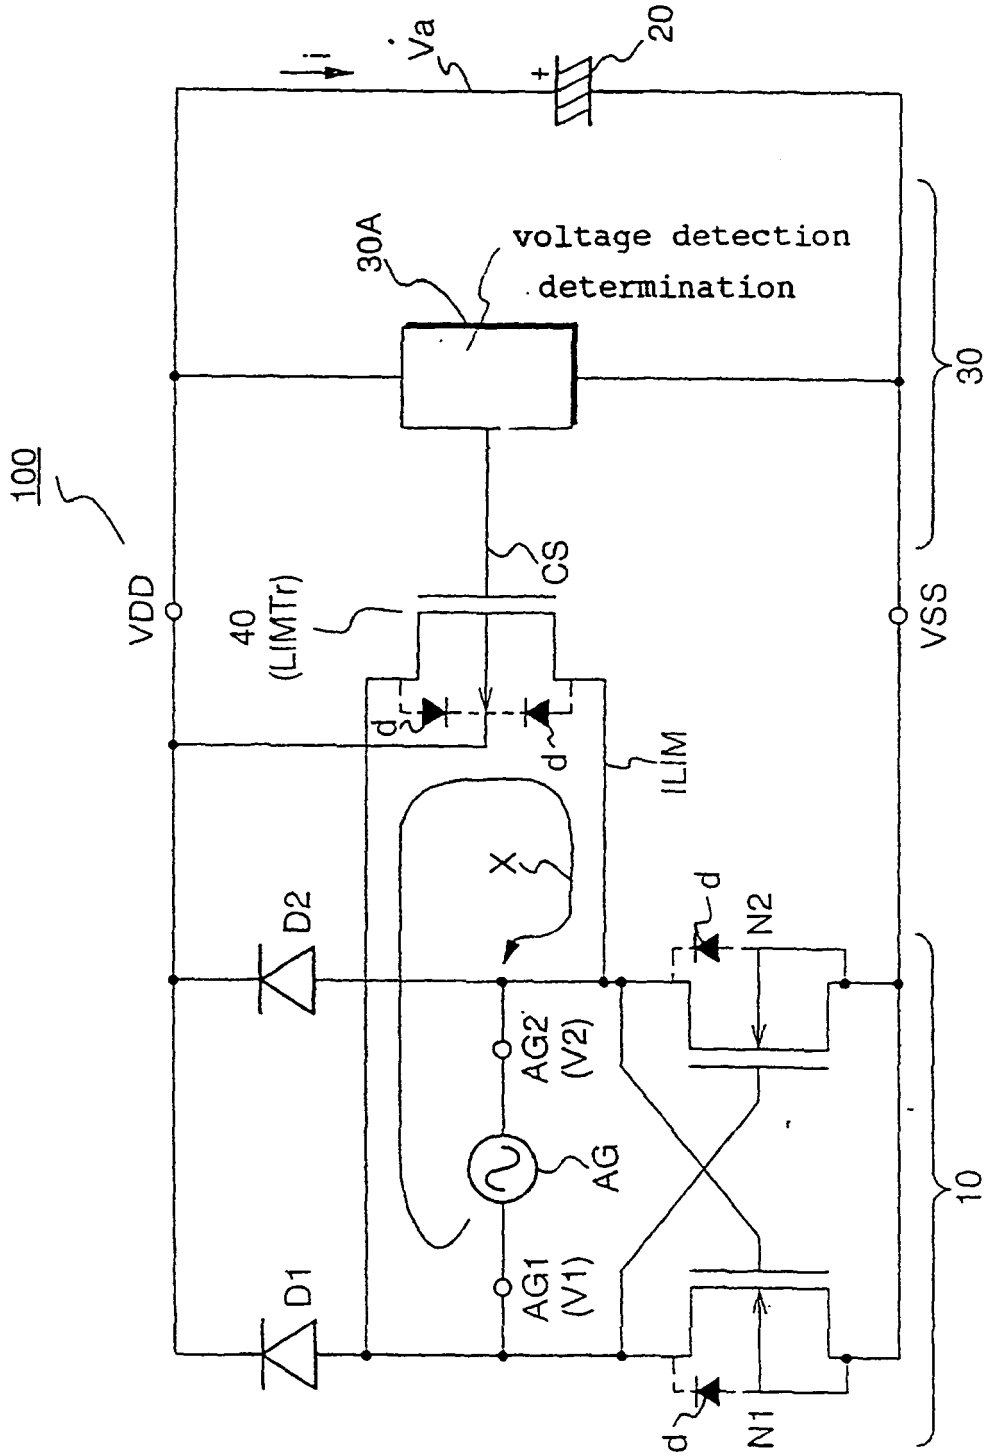 100
VDD
i
Va
+
20
30A
voltage detection
determination
40
(LIMTr)
CS
d
d
ILIM
X
D1
D2
AG1
(V1)
AG
AG2
(V2)
d
N1
d
N2
VSS
10
30